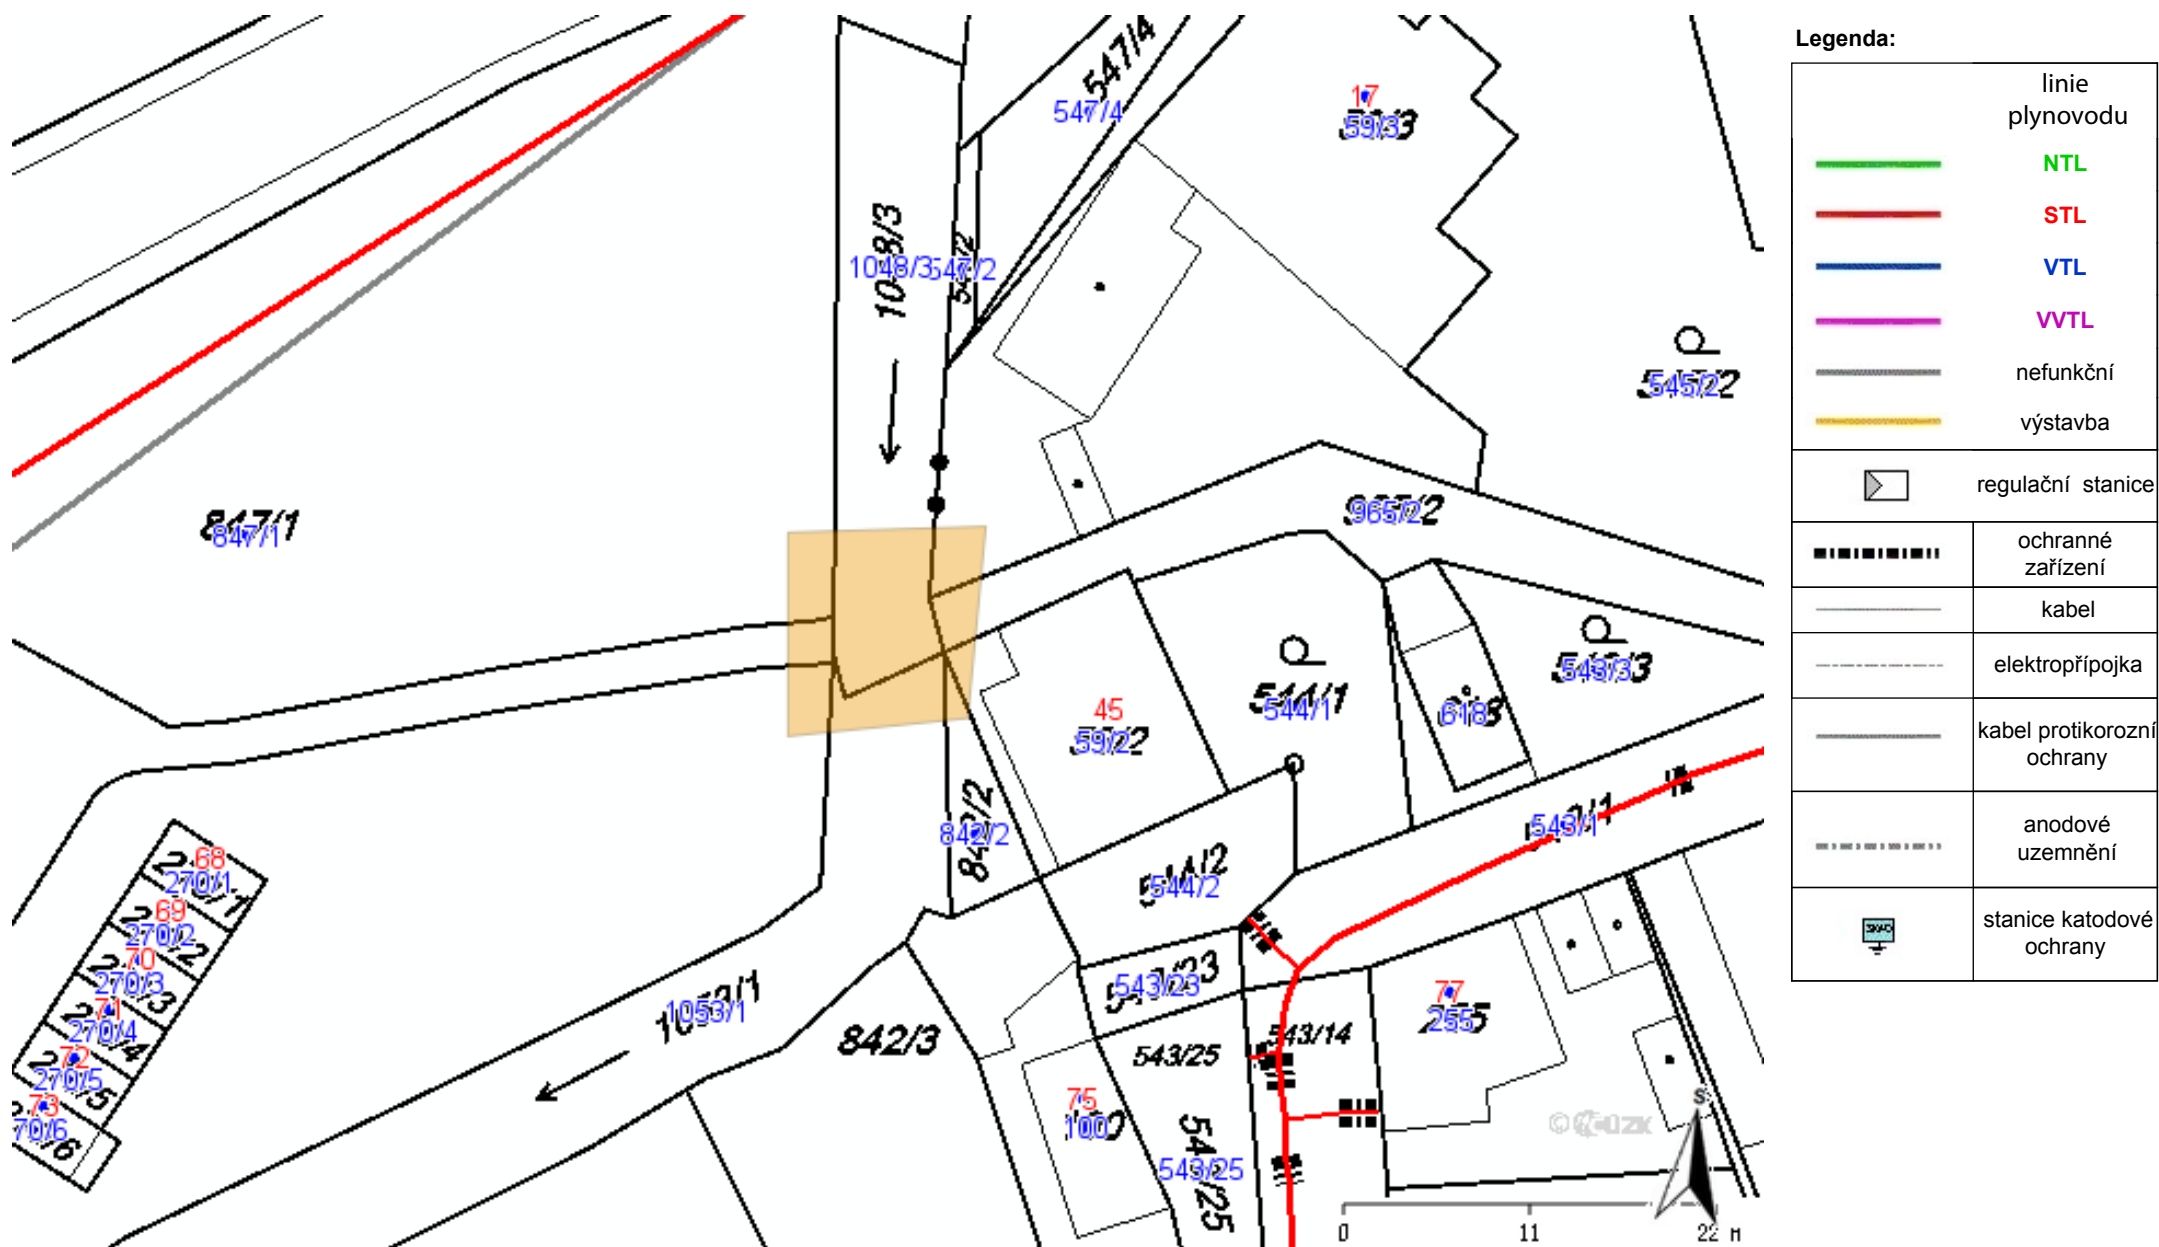 Legenda:
linie
plynovodu
NTL
STL
VTL
VVTL
nefunkční
výstavba
regulační stanice
ochranné
zařízení
kabel
elektropřípojka
kabel protikorozní
ochrany
anodové
uzemnění
stanice katodové
ochrany
547/4
547/4
17
59/3
1048/3
547/2
545/2
847/1
847/1
965/2
543/3
544/1
618
45
59/2
842/2
842/2
543/1
544/2
544/2
68
270/1
69
270/2
70
270/3
71
270/4
72
270/5
73
70/6
1053/1
842/3
543/23
543/14
543/25
77
255
75
100
543/25
S
0 11 22 M